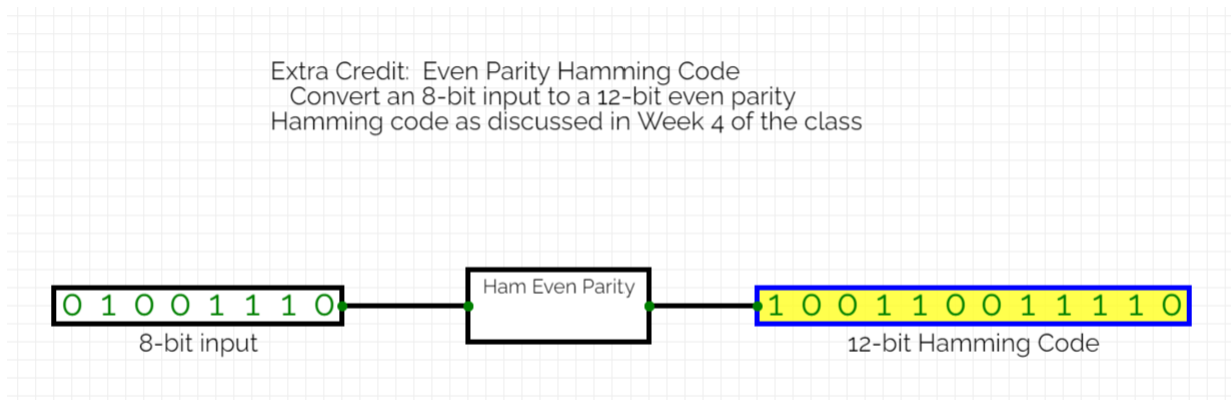 Extra Credit: Even Parity Hamming Code
Convert an 8-bit input to a 12-bit even parity
Hamming code as discussed in Week 4 of the class
Ham Even Parity
0 1 0 0 1 1 1 0
1 0 0 1 1 0 0 1 1 1 1 0
8-bit input
12-bit Hamming Code